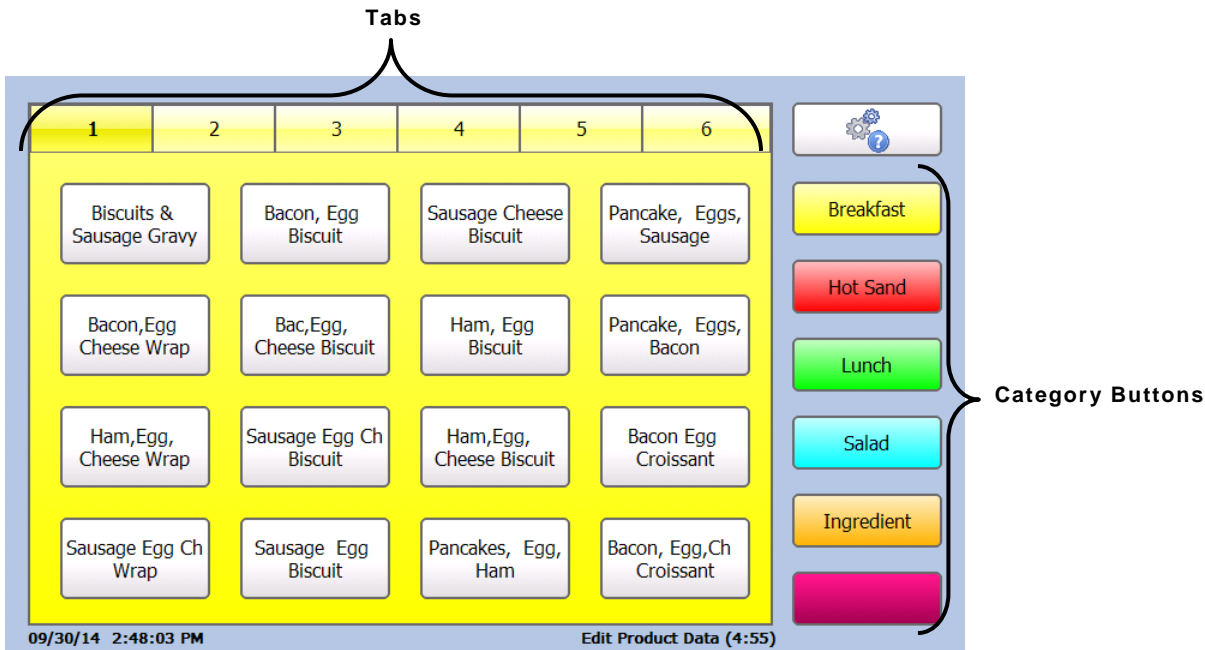 Tabs
1 2 3 4 5 6
?
Biscuits &
Sausage Gravy
Bacon, Egg
Biscuit
Sausage Cheese
Biscuit
Pancake, Eggs,
Sausage
Bacon,Egg
Cheese Wrap
Bac,Egg,
Cheese Biscuit
Ham, Egg
Biscuit
Pancake, Eggs,
Bacon
Ham,Egg,
Cheese Wrap
Sausage Egg Ch
Biscuit
Ham,Egg,
Cheese Biscuit
Bacon Egg
Croissant
Sausage Egg Ch
Wrap
Sausage Egg
Biscuit
Pancakes, Egg,
Ham
Bacon, Egg,Ch
Croissant
Breakfast
Hot Sand
Lunch
Salad
Ingredient
Category Buttons
09/30/14 2:48:03 PM
Edit Product Data (4:55)